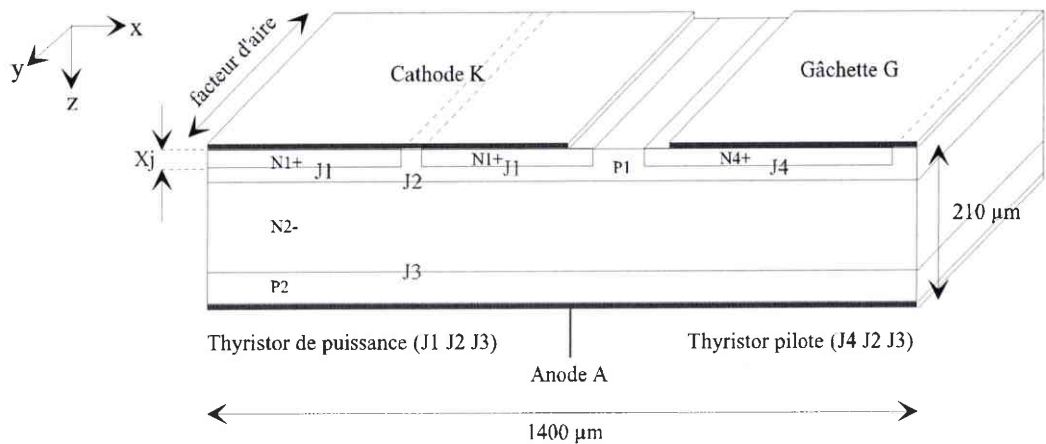 x
y
z
facteur d'aire
Cathode K
Gâchette G
Xj
N1+
J1
N1+
J1
P1
N4+
J4
J2
N2-
210 µm
J3
P2
Thyristor de puissance (J1 J2 J3)
Thyristor pilote (J4 J2 J3)
Anode A
1400 µm